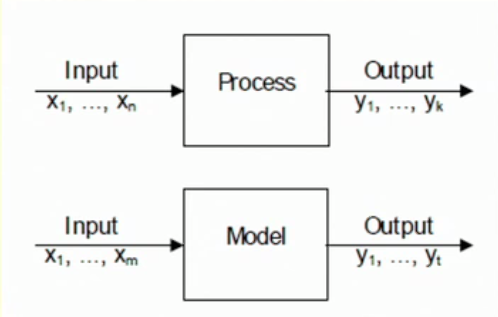 Input
Process
Output
x₁, ..., xₙ
y₁, ..., yₖ
Input
Model
Output
x₁, ..., xₘ
y₁, ..., yₜ